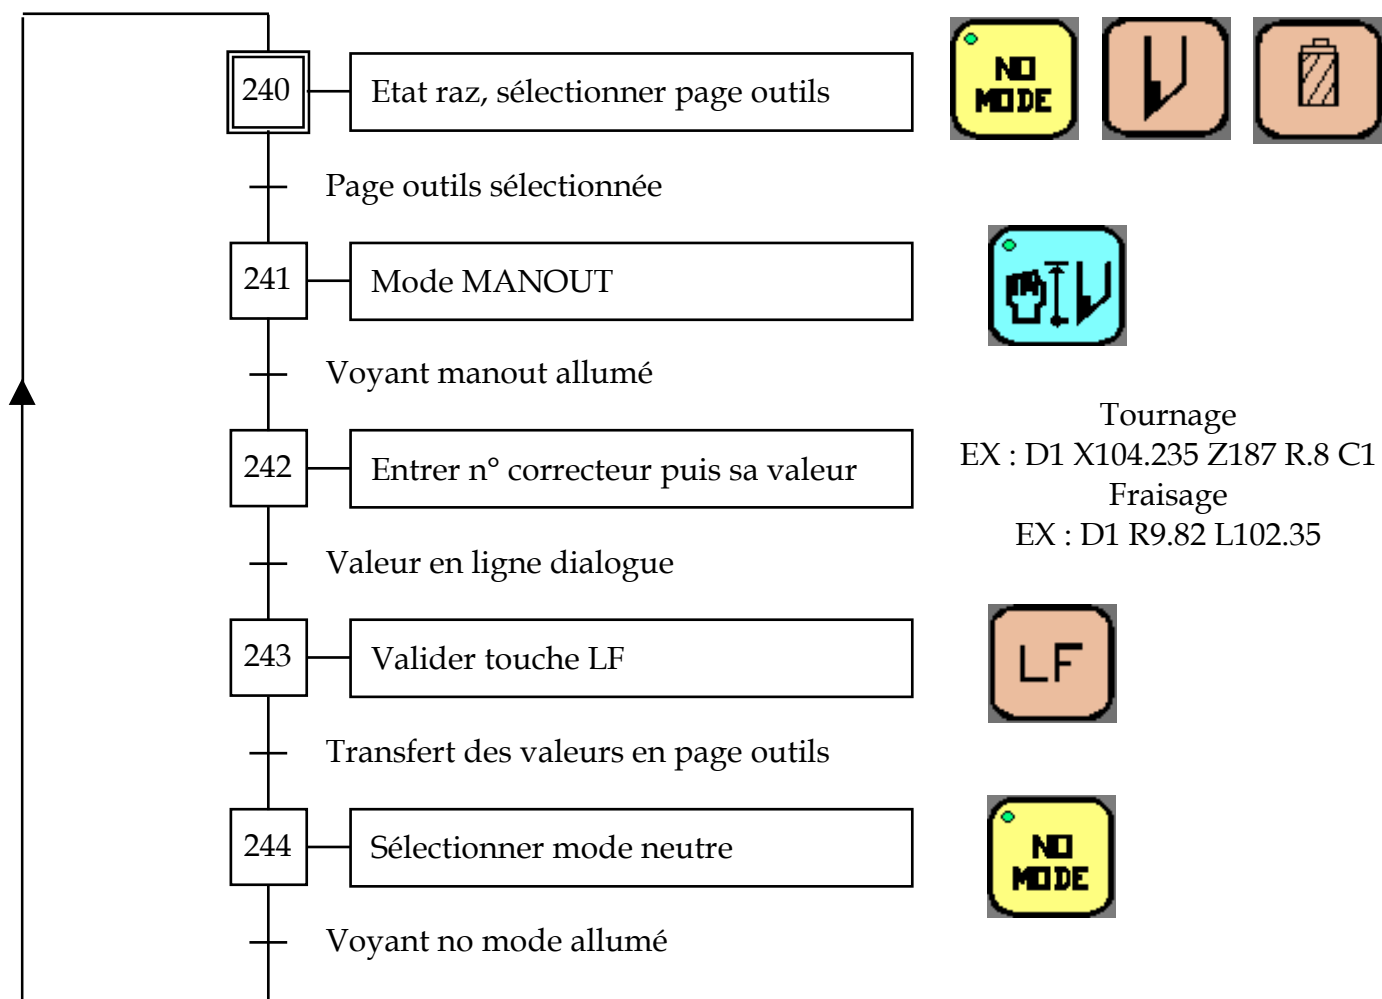 240
Etat raz, sélectionner page outils
NO
MODE
Page outils sélectionnée
241
Mode MANOUT
Voyant manout allumé
Tournage
EX : D1 X104.235 Z187 R.8 C1
Fraisage
EX : D1 R9.82 L102.35
242
Entrer n° correcteur puis sa valeur
Valeur en ligne dialogue
243
Valider touche LF
LF
Transfert des valeurs en page outils
244
Sélectionner mode neutre
NO
MODE
Voyant no mode allumé